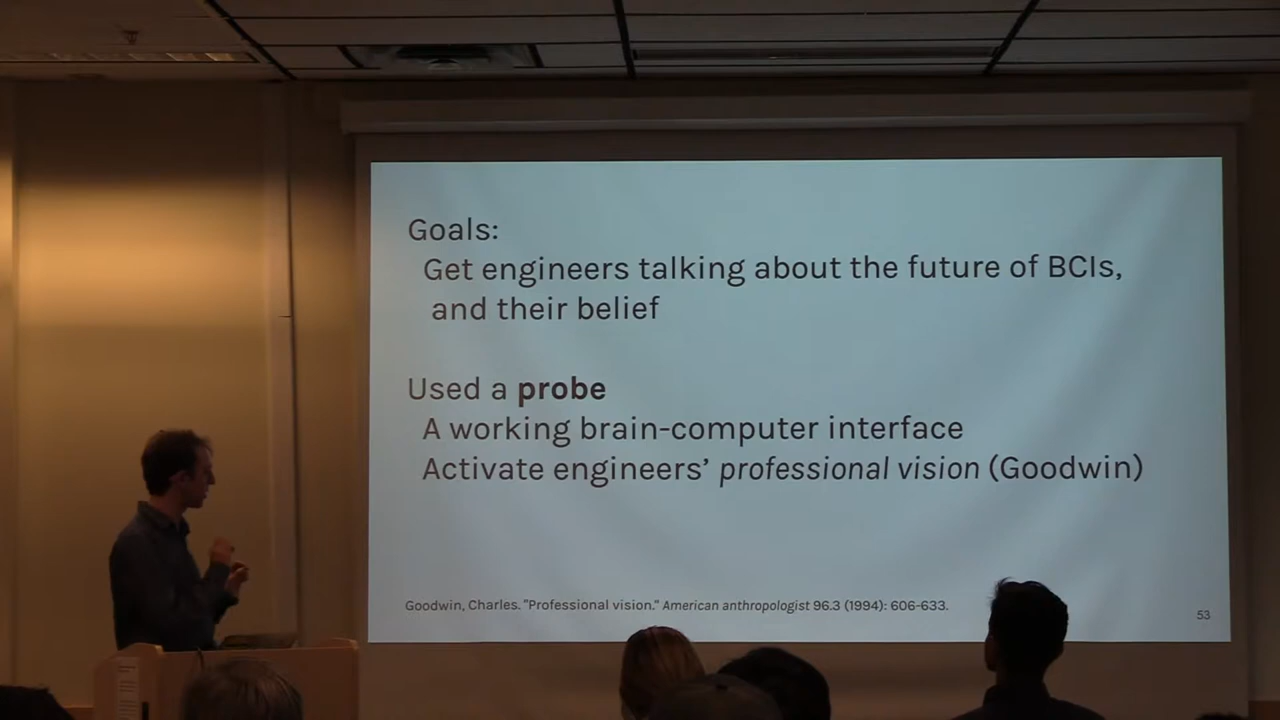 Goals:
Get engineers talking about the future of BCIs,
and their belief
Used a probe
A working brain-computer interface
Activate engineers’ professional vision (Goodwin)
Goodwin, Charles. "Professional vision." American anthropologist 96.3 (1994): 606-633.
53